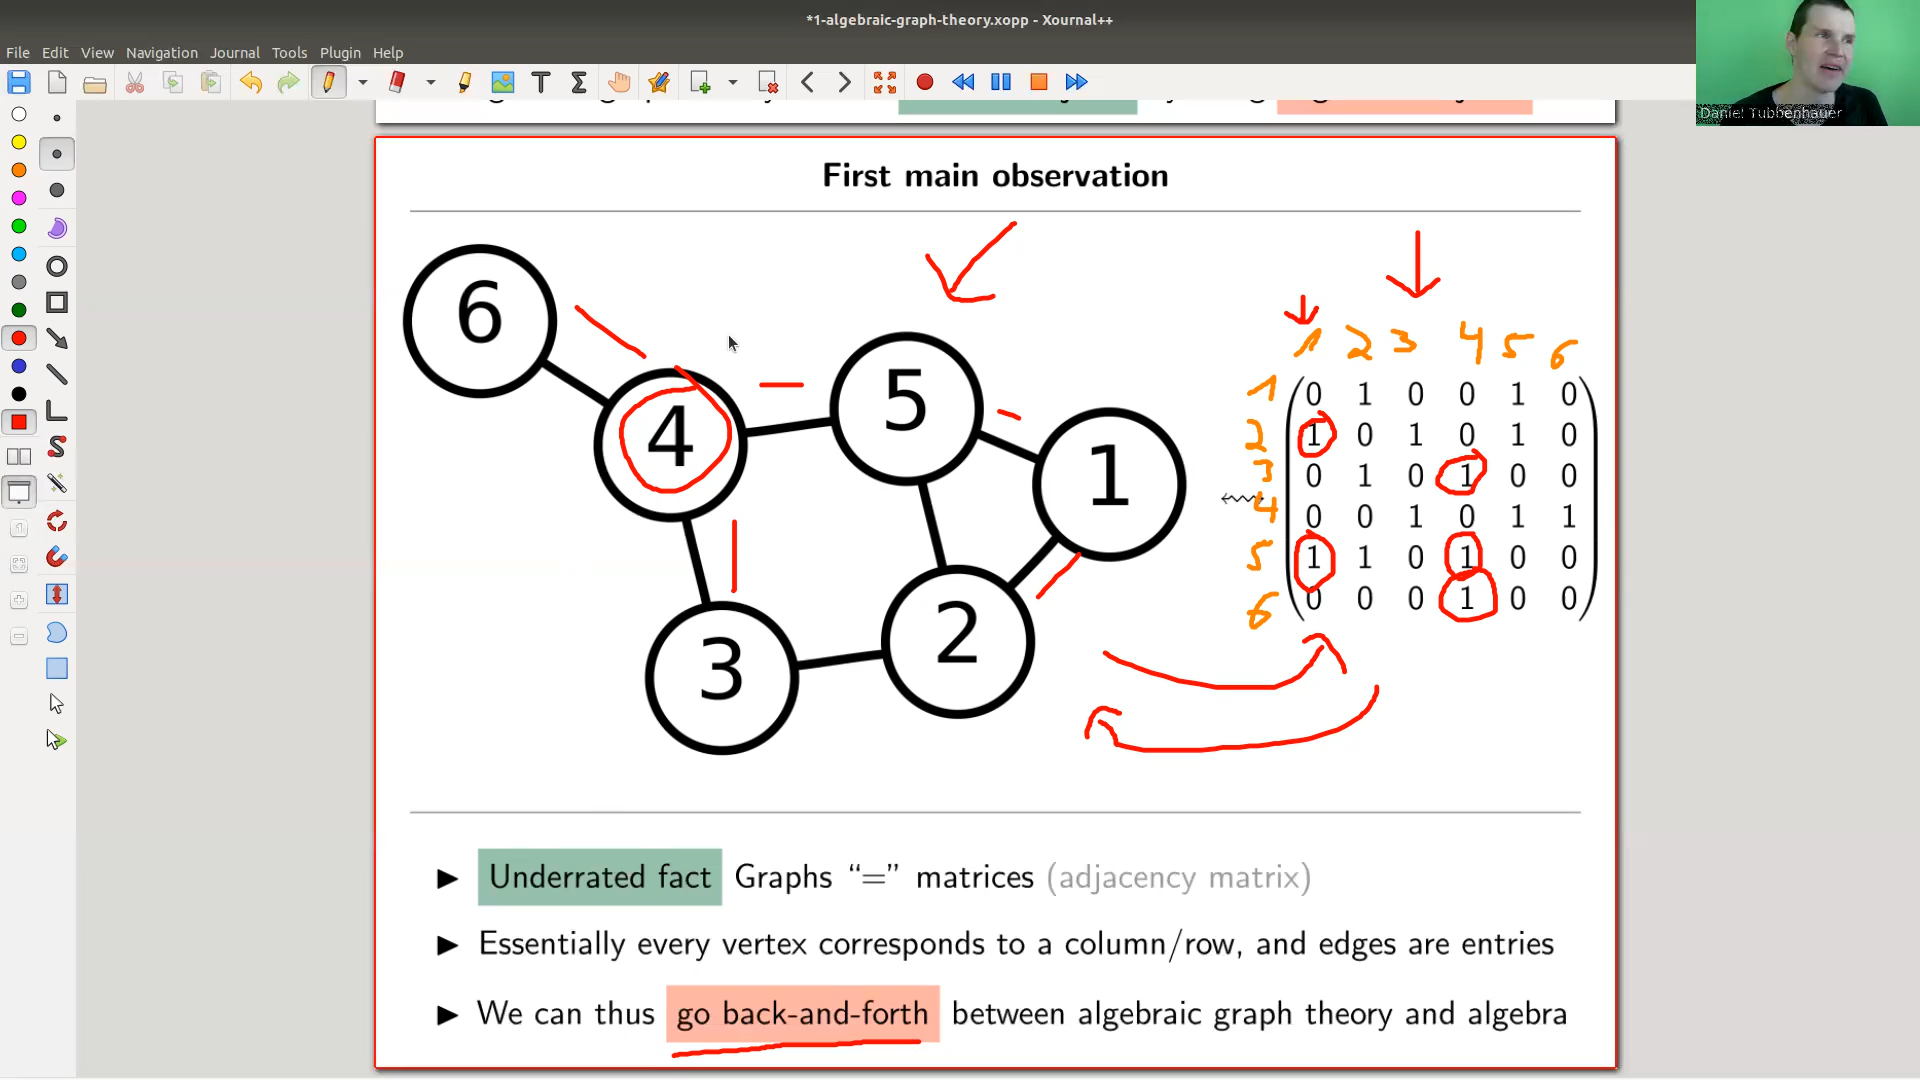 *1-algebraic-graph-theory.xopp - Xournal++
File Edit View Navigation Journal Tools Plugin Help
Daniel Tubbenhauer
First main observation
6
4
5
1
3
2
1 2 3 4 5 6
1 0 1 0 0 1 0
2 1 0 1 0 1 0
3 0 1 0 1 0 0
4 0 0 1 0 1 1
5 1 1 0 1 0 0
6 0 0 0 1 0 0
► Underrated fact Graphs “=” matrices (adjacency matrix)
► Essentially every vertex corresponds to a column/row, and edges are entries
► We can thus go back-and-forth between algebraic graph theory and algebra